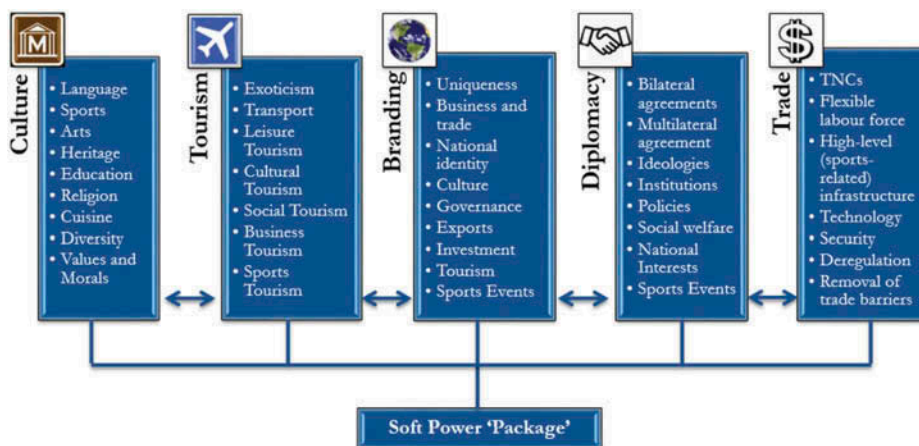 M
Culture
• Language
• Sports
• Arts
• Heritage
• Education
• Religion
• Cuisine
• Diversity
• Values and
Morals
Tourism
• Exoticism
• Transport
• Leisure
Tourism
• Cultural
Tourism
• Social Tourism
• Business
Tourism
• Sports
Tourism
Branding
• Uniqueness
• Business and
trade
• National
identity
• Culture
• Governance
• Exports
• Investment
• Tourism
• Sports Events
Diplomacy
• Bilateral
agreements
• Multilateral
agreement
• Ideologies
• Institutions
• Policies
• Social welfare
• National
Interests
• Sports Events
$
Trade
• TNCs
• Flexible
labour force
• High-level
(sports-
related)
infrastructure
• Technology
• Security
• Deregulation
• Removal of
trade barriers
Soft Power ‘Package’